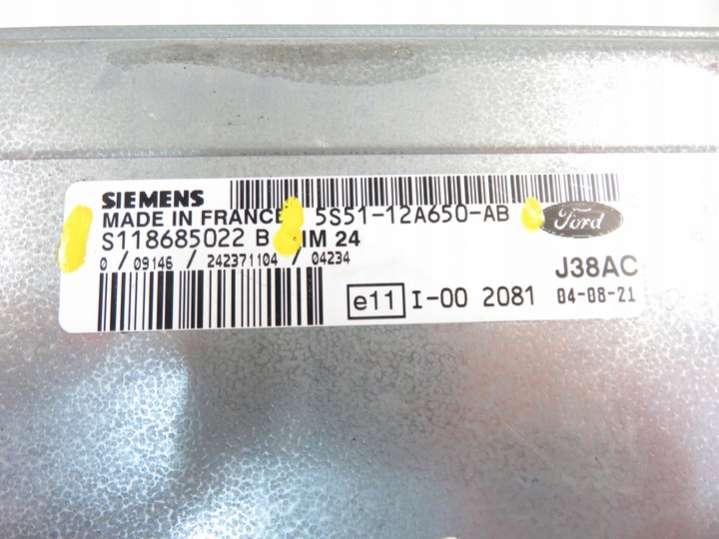 SIEMENS
MADE IN FRANCE 5S51-12A650-AB
Ford
S118685022 B IM 24
0 / 09146 / 242371104 / 04234
J38AC
e11 I-00 2081 04-08-21